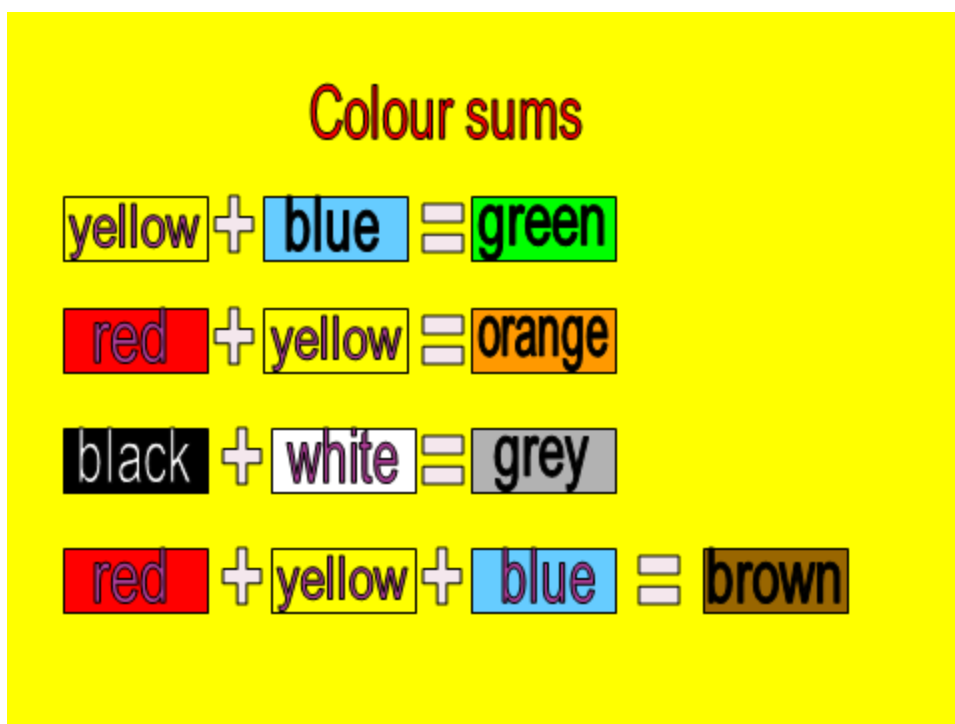 Colour sums
yellow + blue = green
red + yellow = orange
black + white = grey
red + yellow + blue = brown